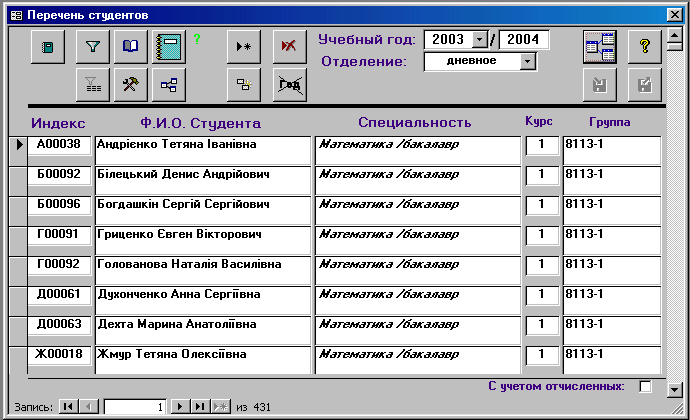 Перечень студентов
?
Учебный год: 2003 / 2004
Отделение: дневное
?
Год
Индекс Ф.И.О. Студента Специальность Курс Группа
А00038 Андрієнко Тетяна Іванівна Математика /бакалавр 1 8113-1
Б00092 Білецький Денис Андрійович Математика /бакалавр 1 8113-1
Б00096 Богдашкін Сергій Сергійович Математика /бакалавр 1 8113-1
Г00091 Гриценко Євген Вікторович Математика /бакалавр 1 8113-1
Г00092 Голованова Наталія Василівна Математика /бакалавр 1 8113-1
Д00061 Духонченко Анна Сергіївна Математика /бакалавр 1 8113-1
Д00063 Дехта Марина Анатоліївна Математика /бакалавр 1 8113-1
Ж00018 Жмур Тетяна Олексіївна Математика /бакалавр 1 8113-1
С учетом отчисленных:
Запись: 1 из 431